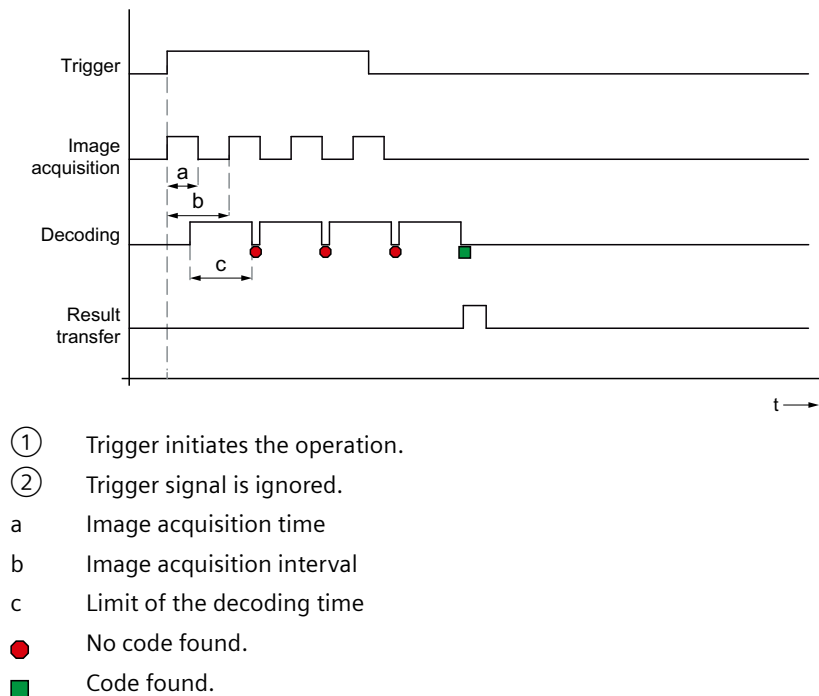 Trigger
Image
acquisition
a
b
Decoding
c
Result
transfer
t
1 Trigger initiates the operation.
2 Trigger signal is ignored.
a Image acquisition time
b Image acquisition interval
c Limit of the decoding time
No code found.
Code found.